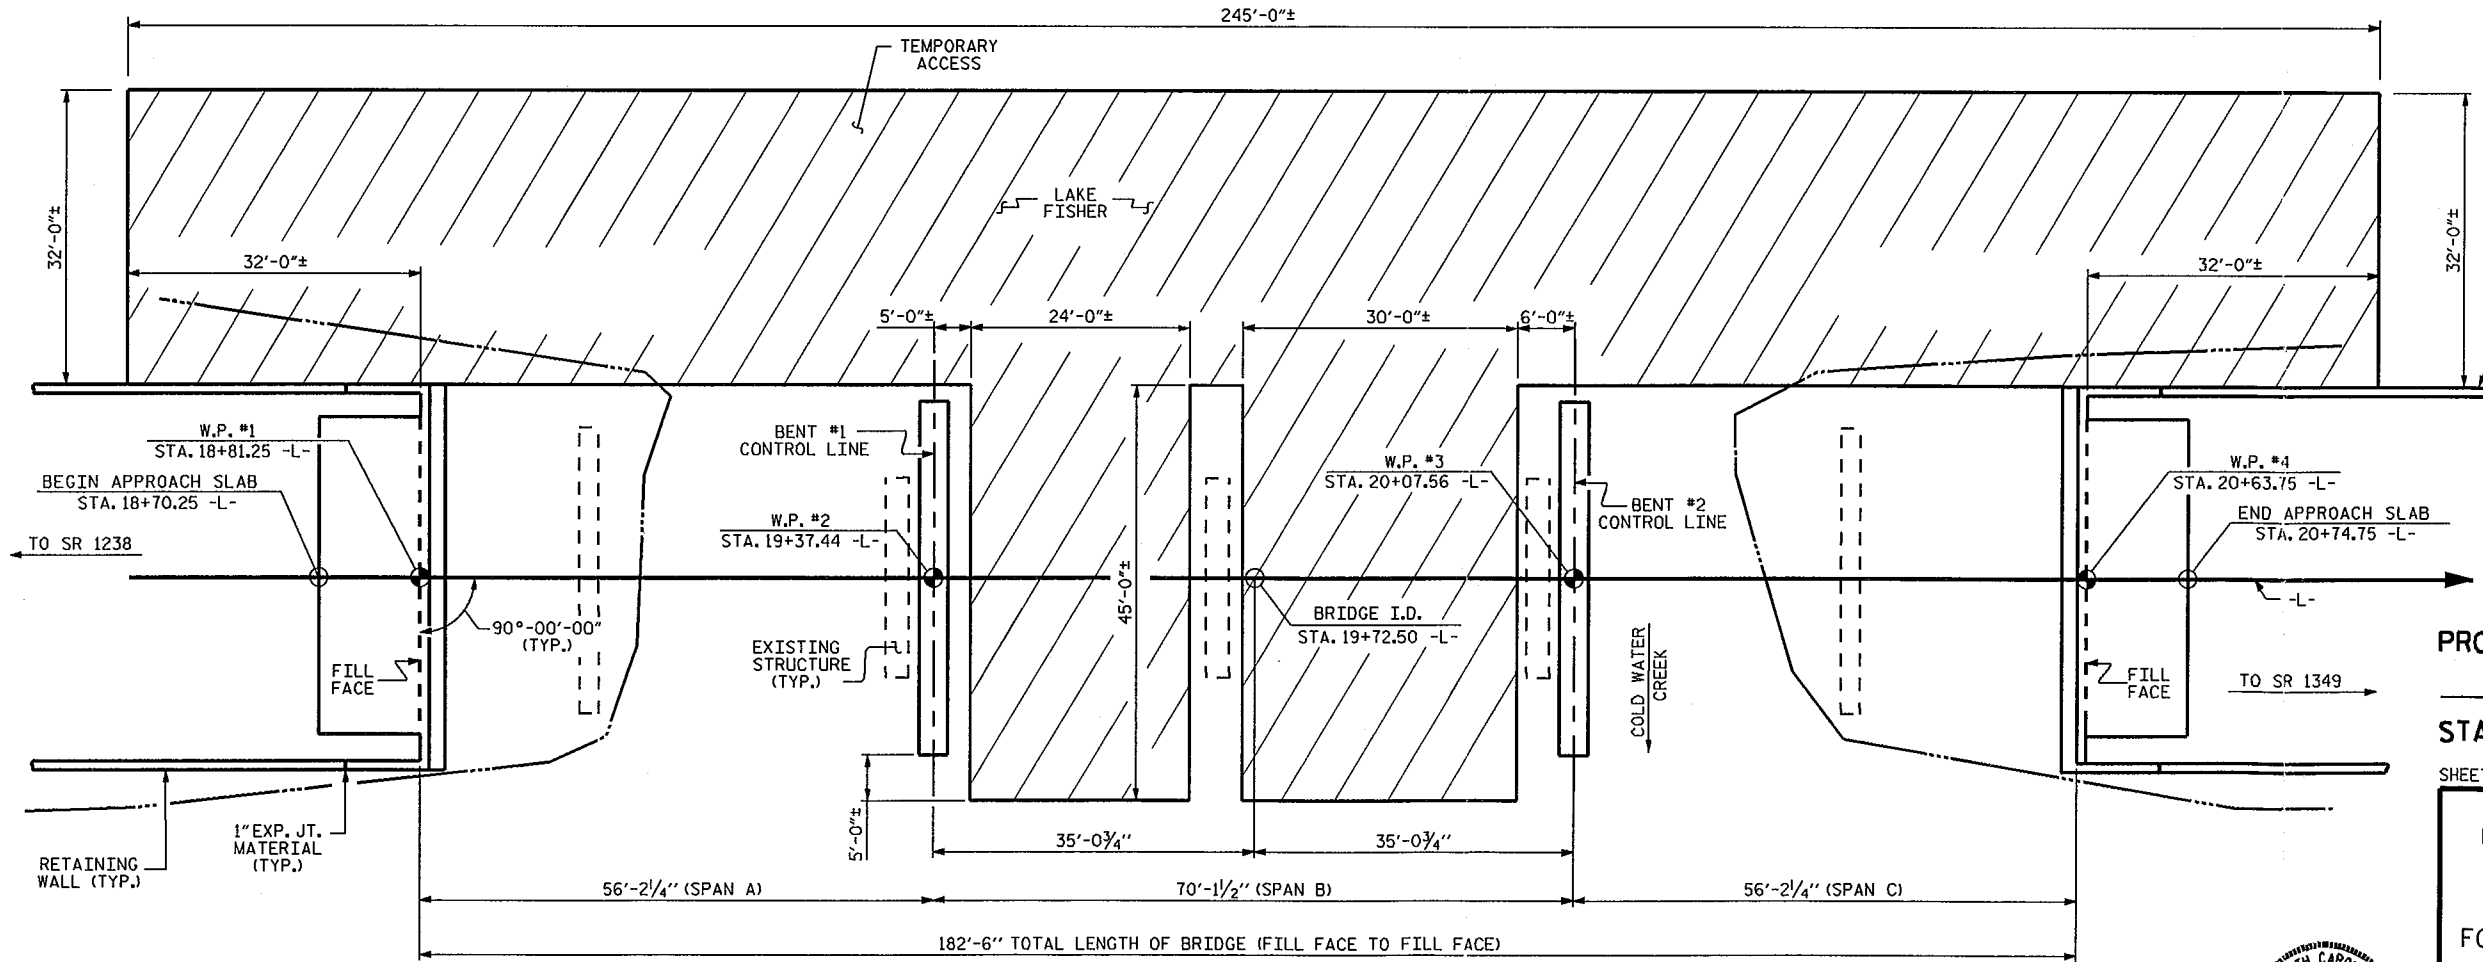 245'-0"±
TEMPORARY
ACCESS
LAKE
FISHER
32'-0"±
32'-0"±
32'-0"±
32'-0"±
5'-0"±
24'-0"±
30'-0"±
6'-0"±
W.P. #1
STA. 18+81.25 -L-
BENT #1
CONTROL LINE
BEGIN APPROACH SLAB
STA. 18+70.25 -L-
W.P. #2
STA. 19+37.44 -L-
W.P. #3
STA. 20+07.56 -L-
BENT #2
CONTROL LINE
W.P. #4
STA. 20+63.75 -L-
END APPROACH SLAB
STA. 20+74.75 -L-
TO SR 1238
45'-0"±
90°-00'-00"
(TYP.)
BRIDGE I.D.
STA. 19+72.50 -L-
-L-
EXISTING
STRUCTURE
(TYP.)
FILL
FACE
COLD WATER
CREEK
FILL
FACE
TO SR 1349
PRO
STA
SHEET
5'-0"±
1" EXP. JT.
MATERIAL
(TYP.)
RETAINING
WALL (TYP.)
35'-0¾"
35'-0¾"
56'-2¼" (SPAN A)
70'-1½" (SPAN B)
56'-2¼" (SPAN C)
182'-6" TOTAL LENGTH OF BRIDGE (FILL FACE TO FILL FACE)
FO